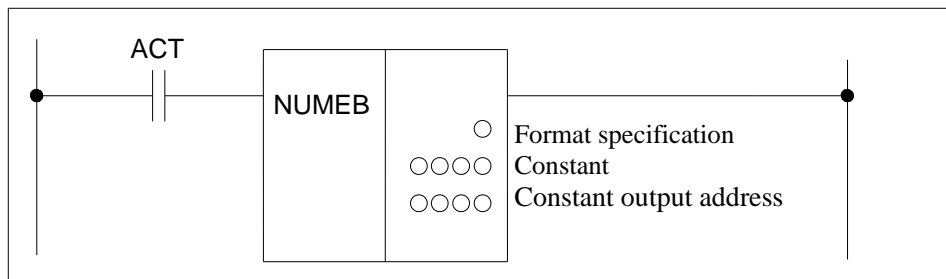 ACT
NUMEB
Format specification
Constant
Constant output address